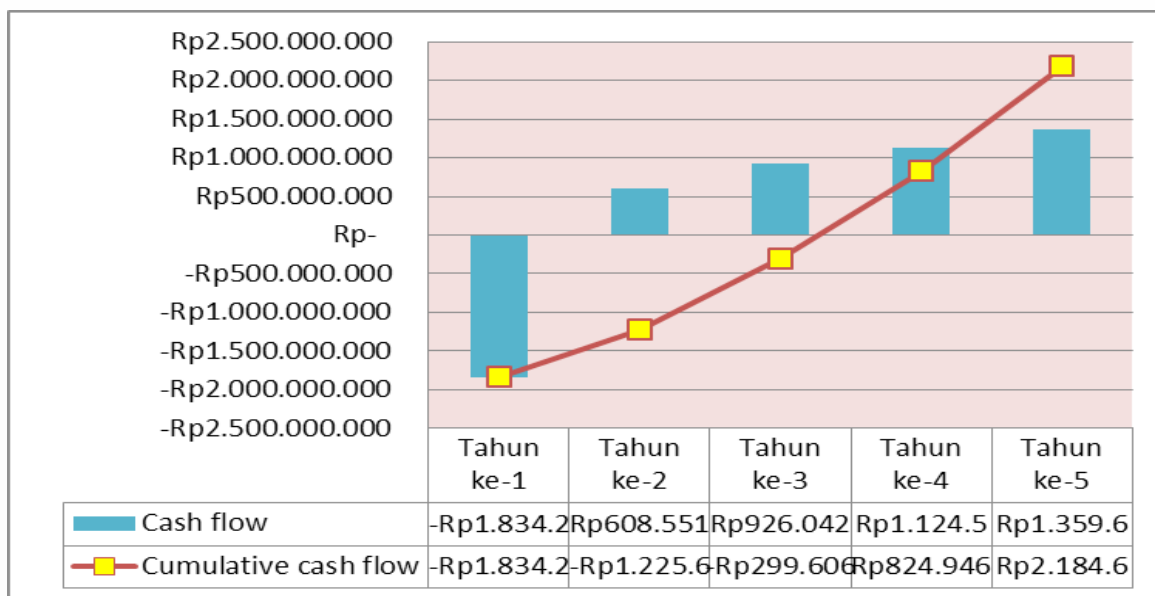 Rp2.500.000.000
Rp2.000.000.000
Rp1.500.000.000
Rp1.000.000.000
Rp500.000.000
Rp-
-Rp500.000.000
-Rp1.000.000.000
-Rp1.500.000.000
-Rp2.000.000.000
-Rp2.500.000.000
Tahun ke-1 Tahun ke-2 Tahun ke-3 Tahun ke-4 Tahun ke-5
Cash flow -Rp1.834.2 Rp608.551 Rp926.042 Rp1.124.5 Rp1.359.6
Cumulative cash flow -Rp1.834.2 -Rp1.225.6 -Rp299.606 Rp824.946 Rp2.184.6